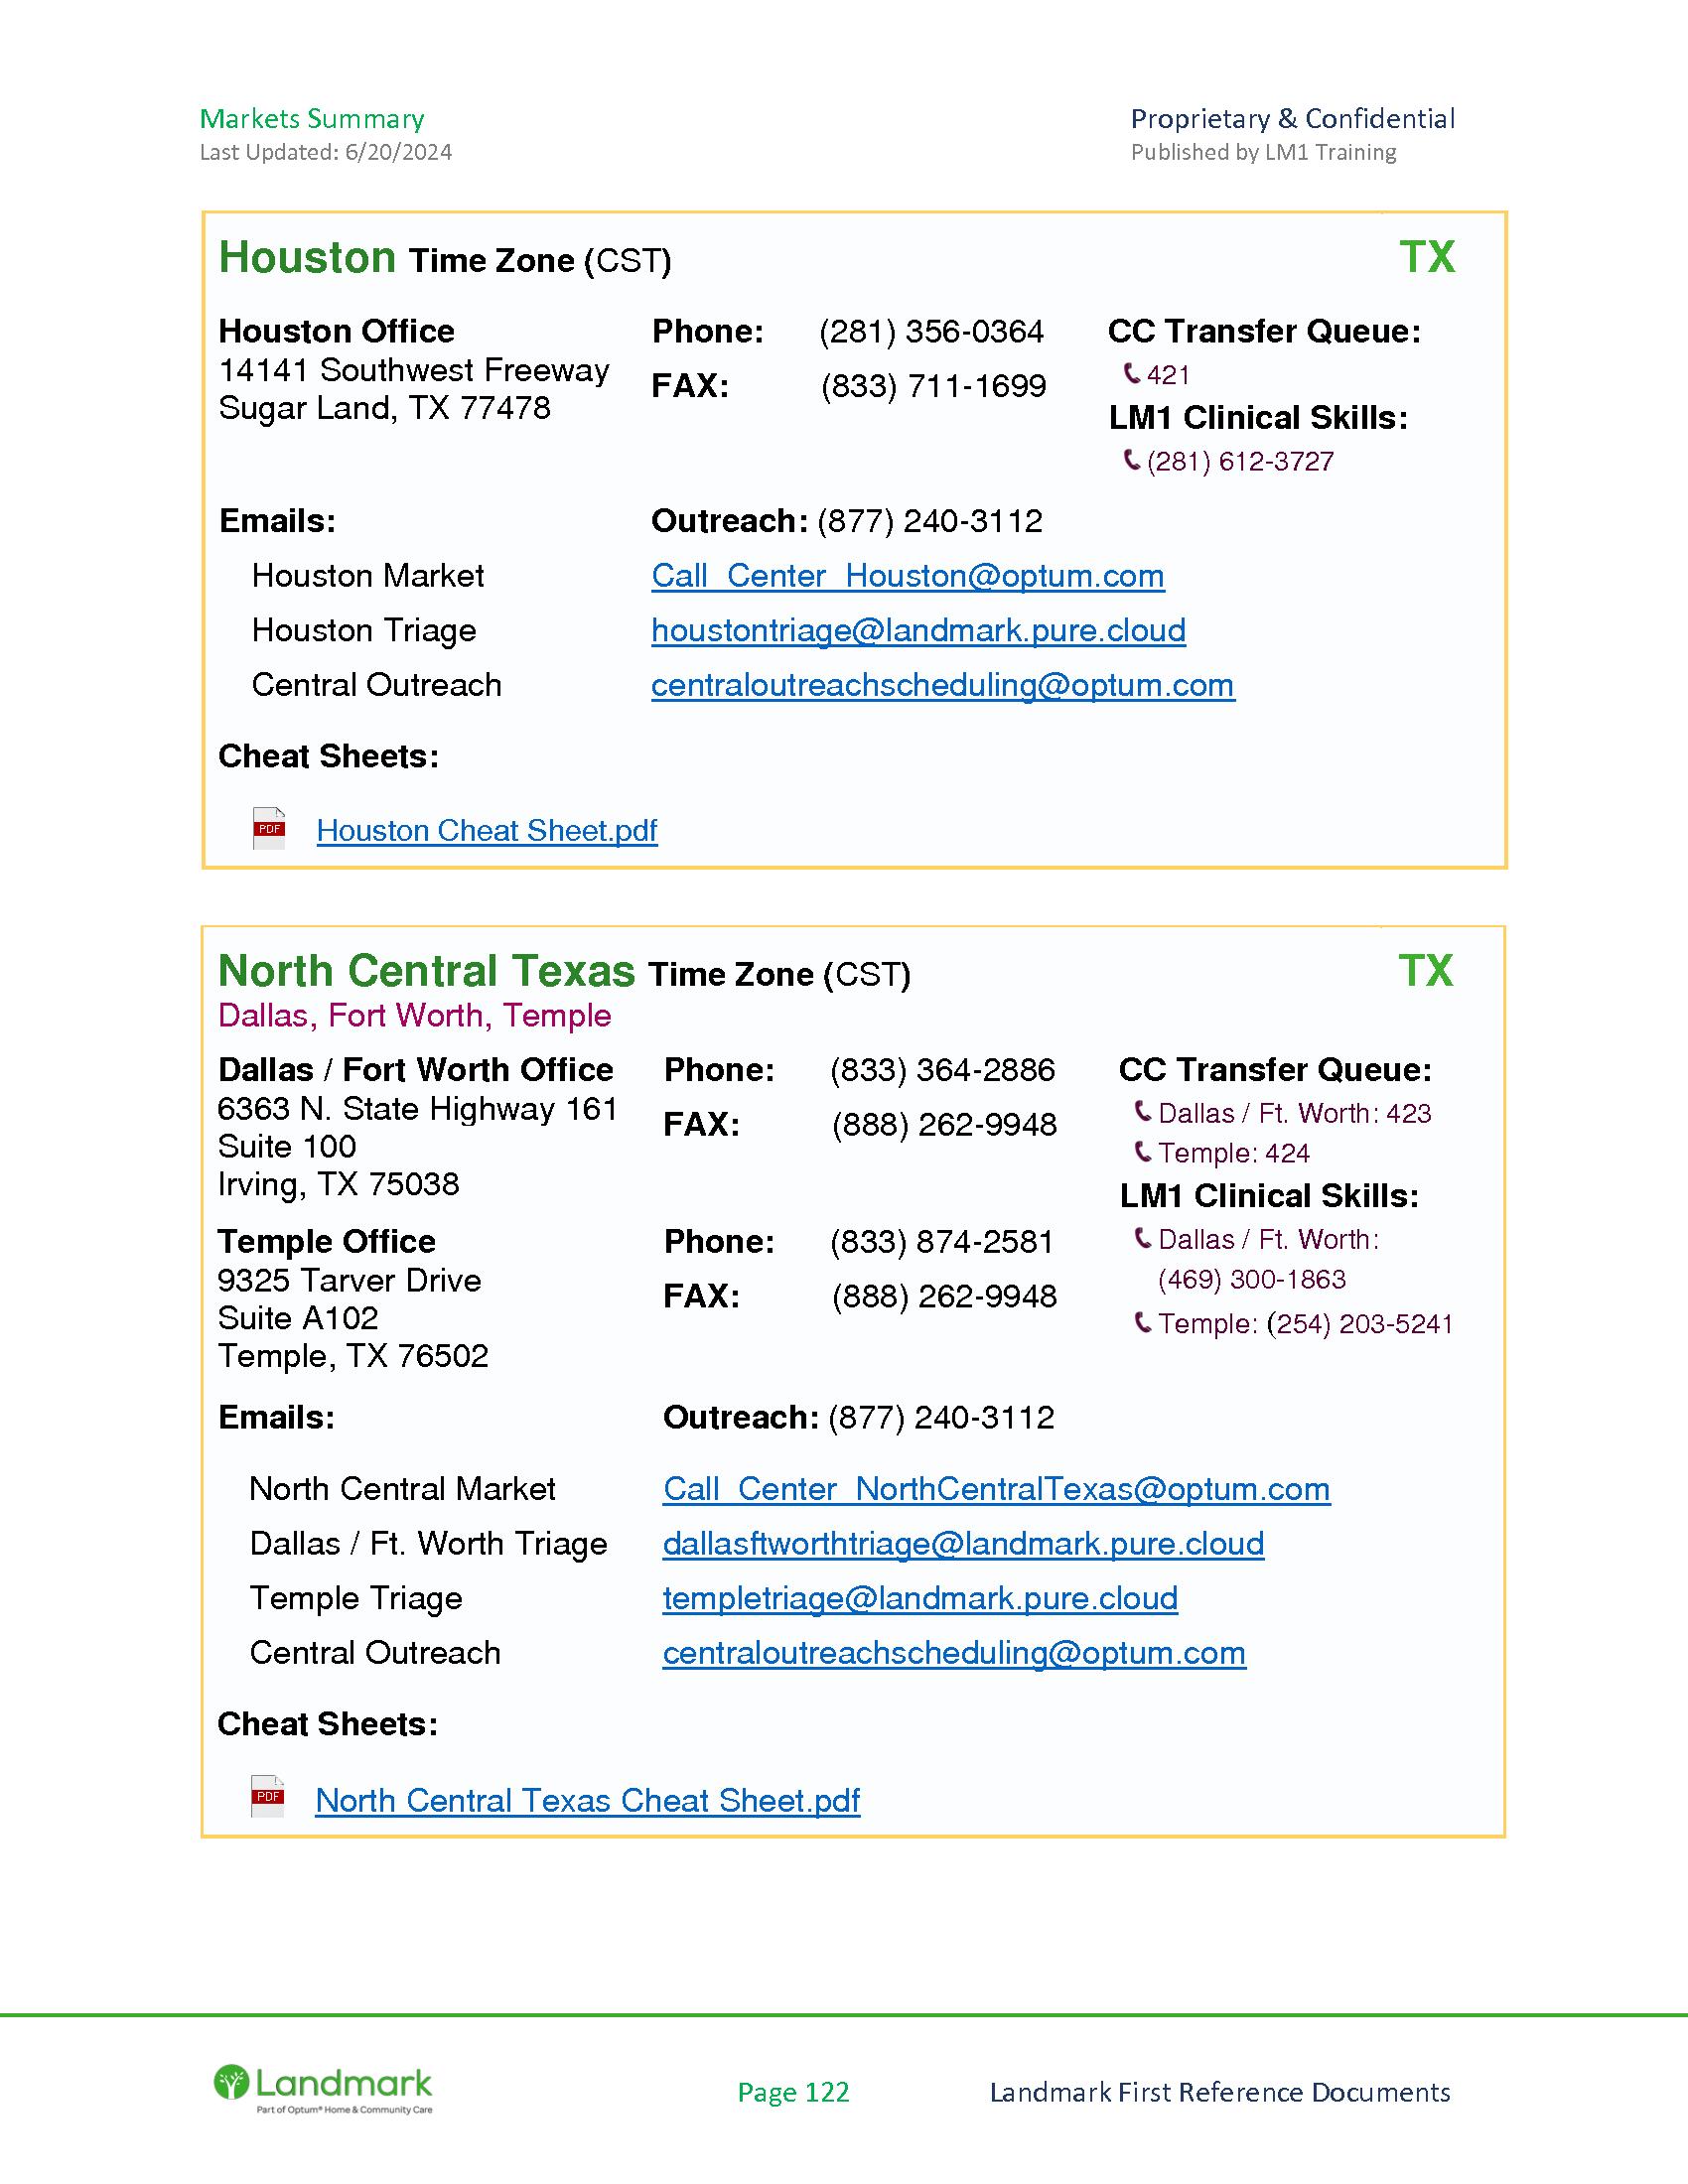 Markets Summary
Last Updated: 6/20/2024
Proprietary & Confidential
Published by LM1 Training
Houston Time Zone (CST)
TX
Houston Office
14141 Southwest Freeway
Sugar Land, TX 77478
Phone: (281) 356-0364
FAX: (833) 711-1699
CC Transfer Queue:
421
LM1 Clinical Skills:
(281) 612-3727
Emails:
Outreach: (877) 240-3112
Houston Market Call_Center_Houston@optum.com
Houston Triage houstontriage@landmark.pure.cloud
Central Outreach centraloutreachscheduling@optum.com
Cheat Sheets:
PDF Houston Cheat Sheet.pdf
North Central Texas Time Zone (CST)
TX
Dallas, Fort Worth, Temple
Dallas / Fort Worth Office
6363 N. State Highway 161
Suite 100
Irving, TX 75038
Phone: (833) 364-2886
FAX: (888) 262-9948
Temple Office
9325 Tarver Drive
Suite A102
Temple, TX 76502
Phone: (833) 874-2581
FAX: (888) 262-9948
CC Transfer Queue:
Dallas / Ft. Worth: 423
Temple: 424
LM1 Clinical Skills:
Dallas / Ft. Worth:
(469) 300-1863
Temple: (254) 203-5241
Emails:
Outreach: (877) 240-3112
North Central Market Call_Center_NorthCentralTexas@optum.com
Dallas / Ft. Worth Triage dallasftworthtriage@landmark.pure.cloud
Temple Triage templetriage@landmark.pure.cloud
Central Outreach centraloutreachscheduling@optum.com
Cheat Sheets:
PDF North Central Texas Cheat Sheet.pdf
Landmark
Part of Optum® Home & Community Care
Page 122
Landmark First Reference Documents